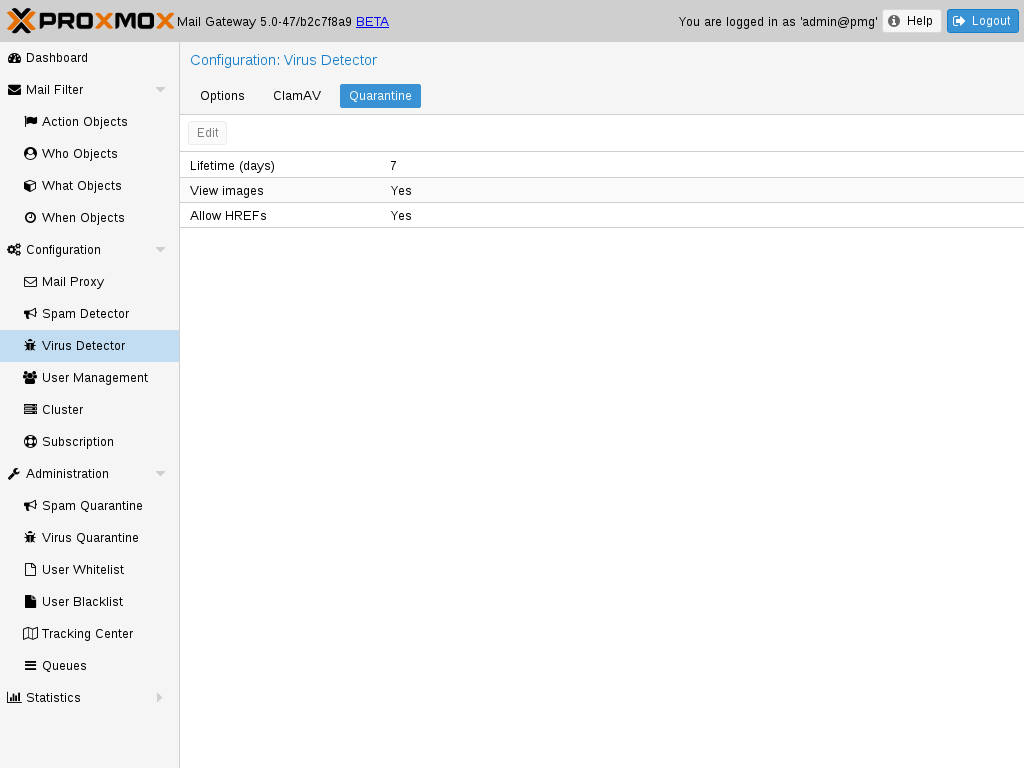 PROXMOX Mail Gateway 5.0-47/b2c7f8a9 BETA You are logged in as 'admin@pmg' Help Logout
Dashboard
Mail Filter
Action Objects
Who Objects
What Objects
When Objects
Configuration
Mail Proxy
Spam Detector
Virus Detector
User Management
Cluster
Subscription
Administration
Spam Quarantine
Virus Quarantine
User Whitelist
User Blacklist
Tracking Center
Queues
Statistics
Configuration: Virus Detector
Options ClamAV Quarantine
Edit
Lifetime (days) 7
View images Yes
Allow HREFs Yes